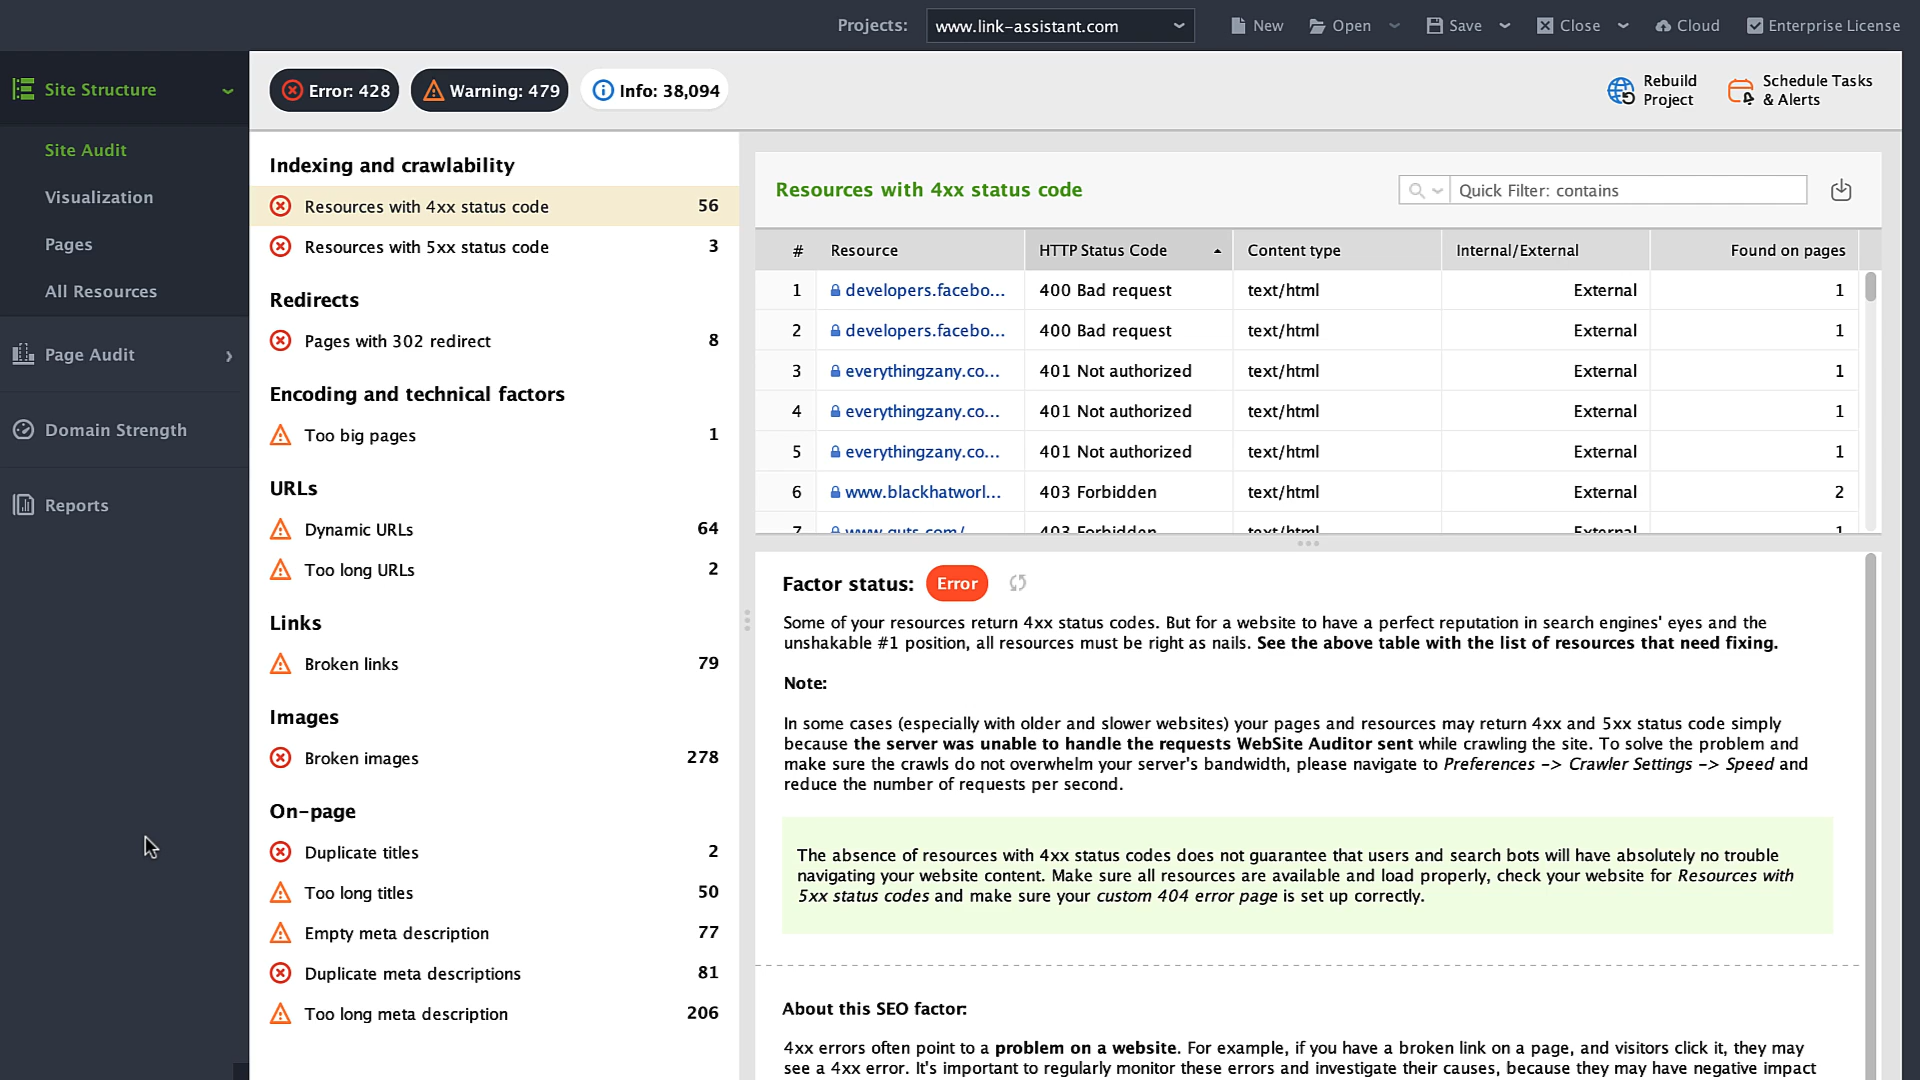 Projects: www.link-assistant.com New Open Save Close Cloud Enterprise License
Site Structure
Site Audit
Visualization
Pages
All Resources
Page Audit
Domain Strength
Reports
Error: 428 Warning: 479 Info: 38,094
Rebuild Project
Schedule Tasks & Alerts
Indexing and crawlability
Resources with 4xx status code 56
Resources with 5xx status code 3
Redirects
Pages with 302 redirect 8
Encoding and technical factors
Too big pages 1
URLs
Dynamic URLs 64
Too long URLs 2
Links
Broken links 79
Images
Broken images 278
On-page
Duplicate titles 2
Too long titles 50
Empty meta description 77
Duplicate meta descriptions 81
Too long meta description 206
Resources with 4xx status code
Quick Filter: contains
# Resource HTTP Status Code Content type Internal/External Found on pages
1 developers.facebo... 400 Bad request text/html External 1
2 developers.facebo... 400 Bad request text/html External 1
3 everythingzany.co... 401 Not authorized text/html External 1
4 everythingzany.co... 401 Not authorized text/html External 1
5 everythingzany.co... 401 Not authorized text/html External 1
6 www.blackhatworl... 403 Forbidden text/html External 2
7 403 Forbidden text/html External 1
Factor status: Error
Some of your resources return 4xx status codes. But for a website to have a perfect reputation in search engines' eyes and the
unshakable #1 position, all resources must be right as nails. See the above table with the list of resources that need fixing.
Note:
In some cases (especially with older and slower websites) your pages and resources may return 4xx and 5xx status code simply
because the server was unable to handle the requests WebSite Auditor sent while crawling the site. To solve the problem and
make sure the crawls do not overwhelm your server's bandwidth, please navigate to Preferences -> Crawler Settings -> Speed and
reduce the number of requests per second.
The absence of resources with 4xx status codes does not guarantee that users and search bots will have absolutely no trouble
navigating your website content. Make sure all resources are available and load properly, check your website for Resources with
5xx status codes and make sure your custom 404 error page is set up correctly.
About this SEO factor:
4xx errors often point to a problem on a website. For example, if you have a broken link on a page, and visitors click it, they may
see a 4xx error. It's important to regularly monitor these errors and investigate their causes, because they may have negative impact